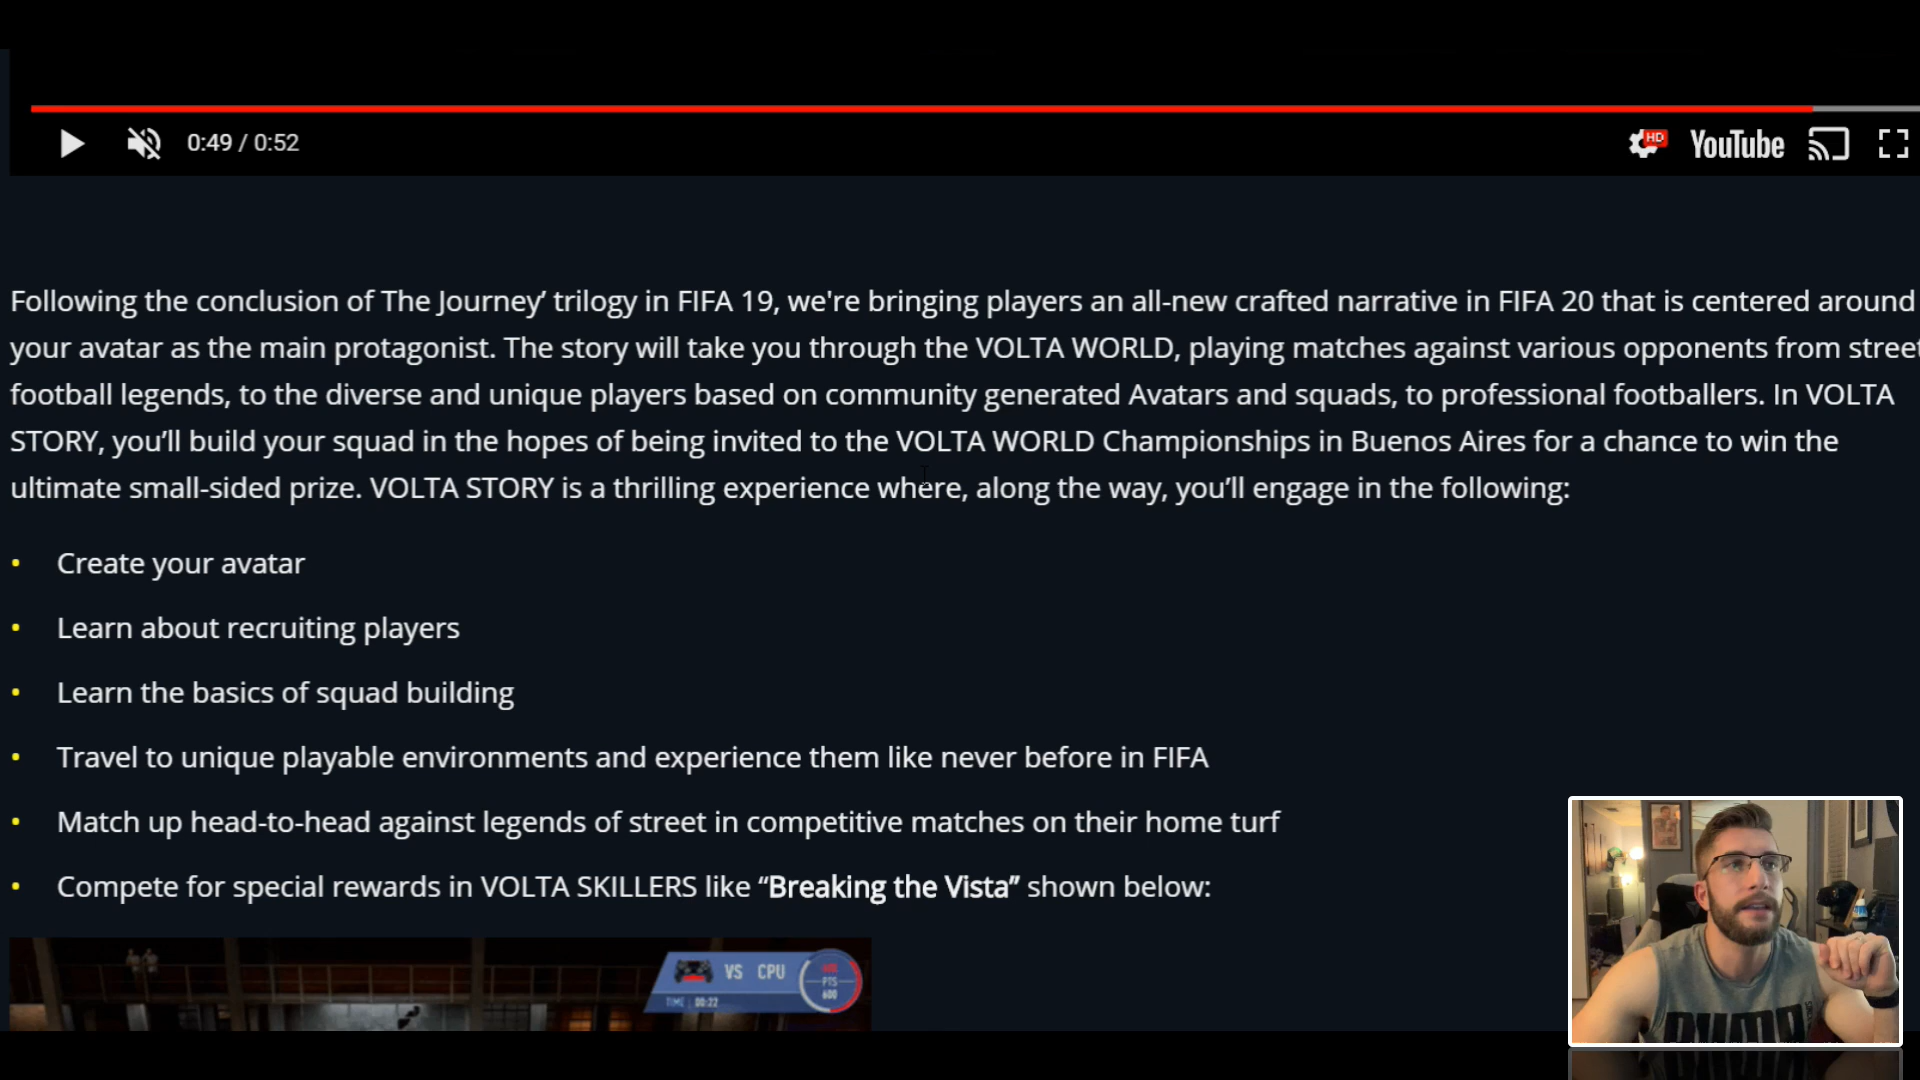 0:49 / 0:52
HD
YouTube
Following the conclusion of The Journey’ trilogy in FIFA 19, we're bringing players an all-new crafted narrative in FIFA 20 that is centered around
your avatar as the main protagonist. The story will take you through the VOLTA WORLD, playing matches against various opponents from street
football legends, to the diverse and unique players based on community generated Avatars and squads, to professional footballers. In VOLTA
STORY, you’ll build your squad in the hopes of being invited to the VOLTA WORLD Championships in Buenos Aires for a chance to win the
ultimate small-sided prize. VOLTA STORY is a thrilling experience where, along the way, you’ll engage in the following:
• Create your avatar
• Learn about recruiting players
• Learn the basics of squad building
• Travel to unique playable environments and experience them like never before in FIFA
• Match up head-to-head against legends of street in competitive matches on their home turf
• Compete for special rewards in VOLTA SKILLERS like “Breaking the Vista” shown below:
VS CPU
TIME 00:22
PTS
600
PUMA